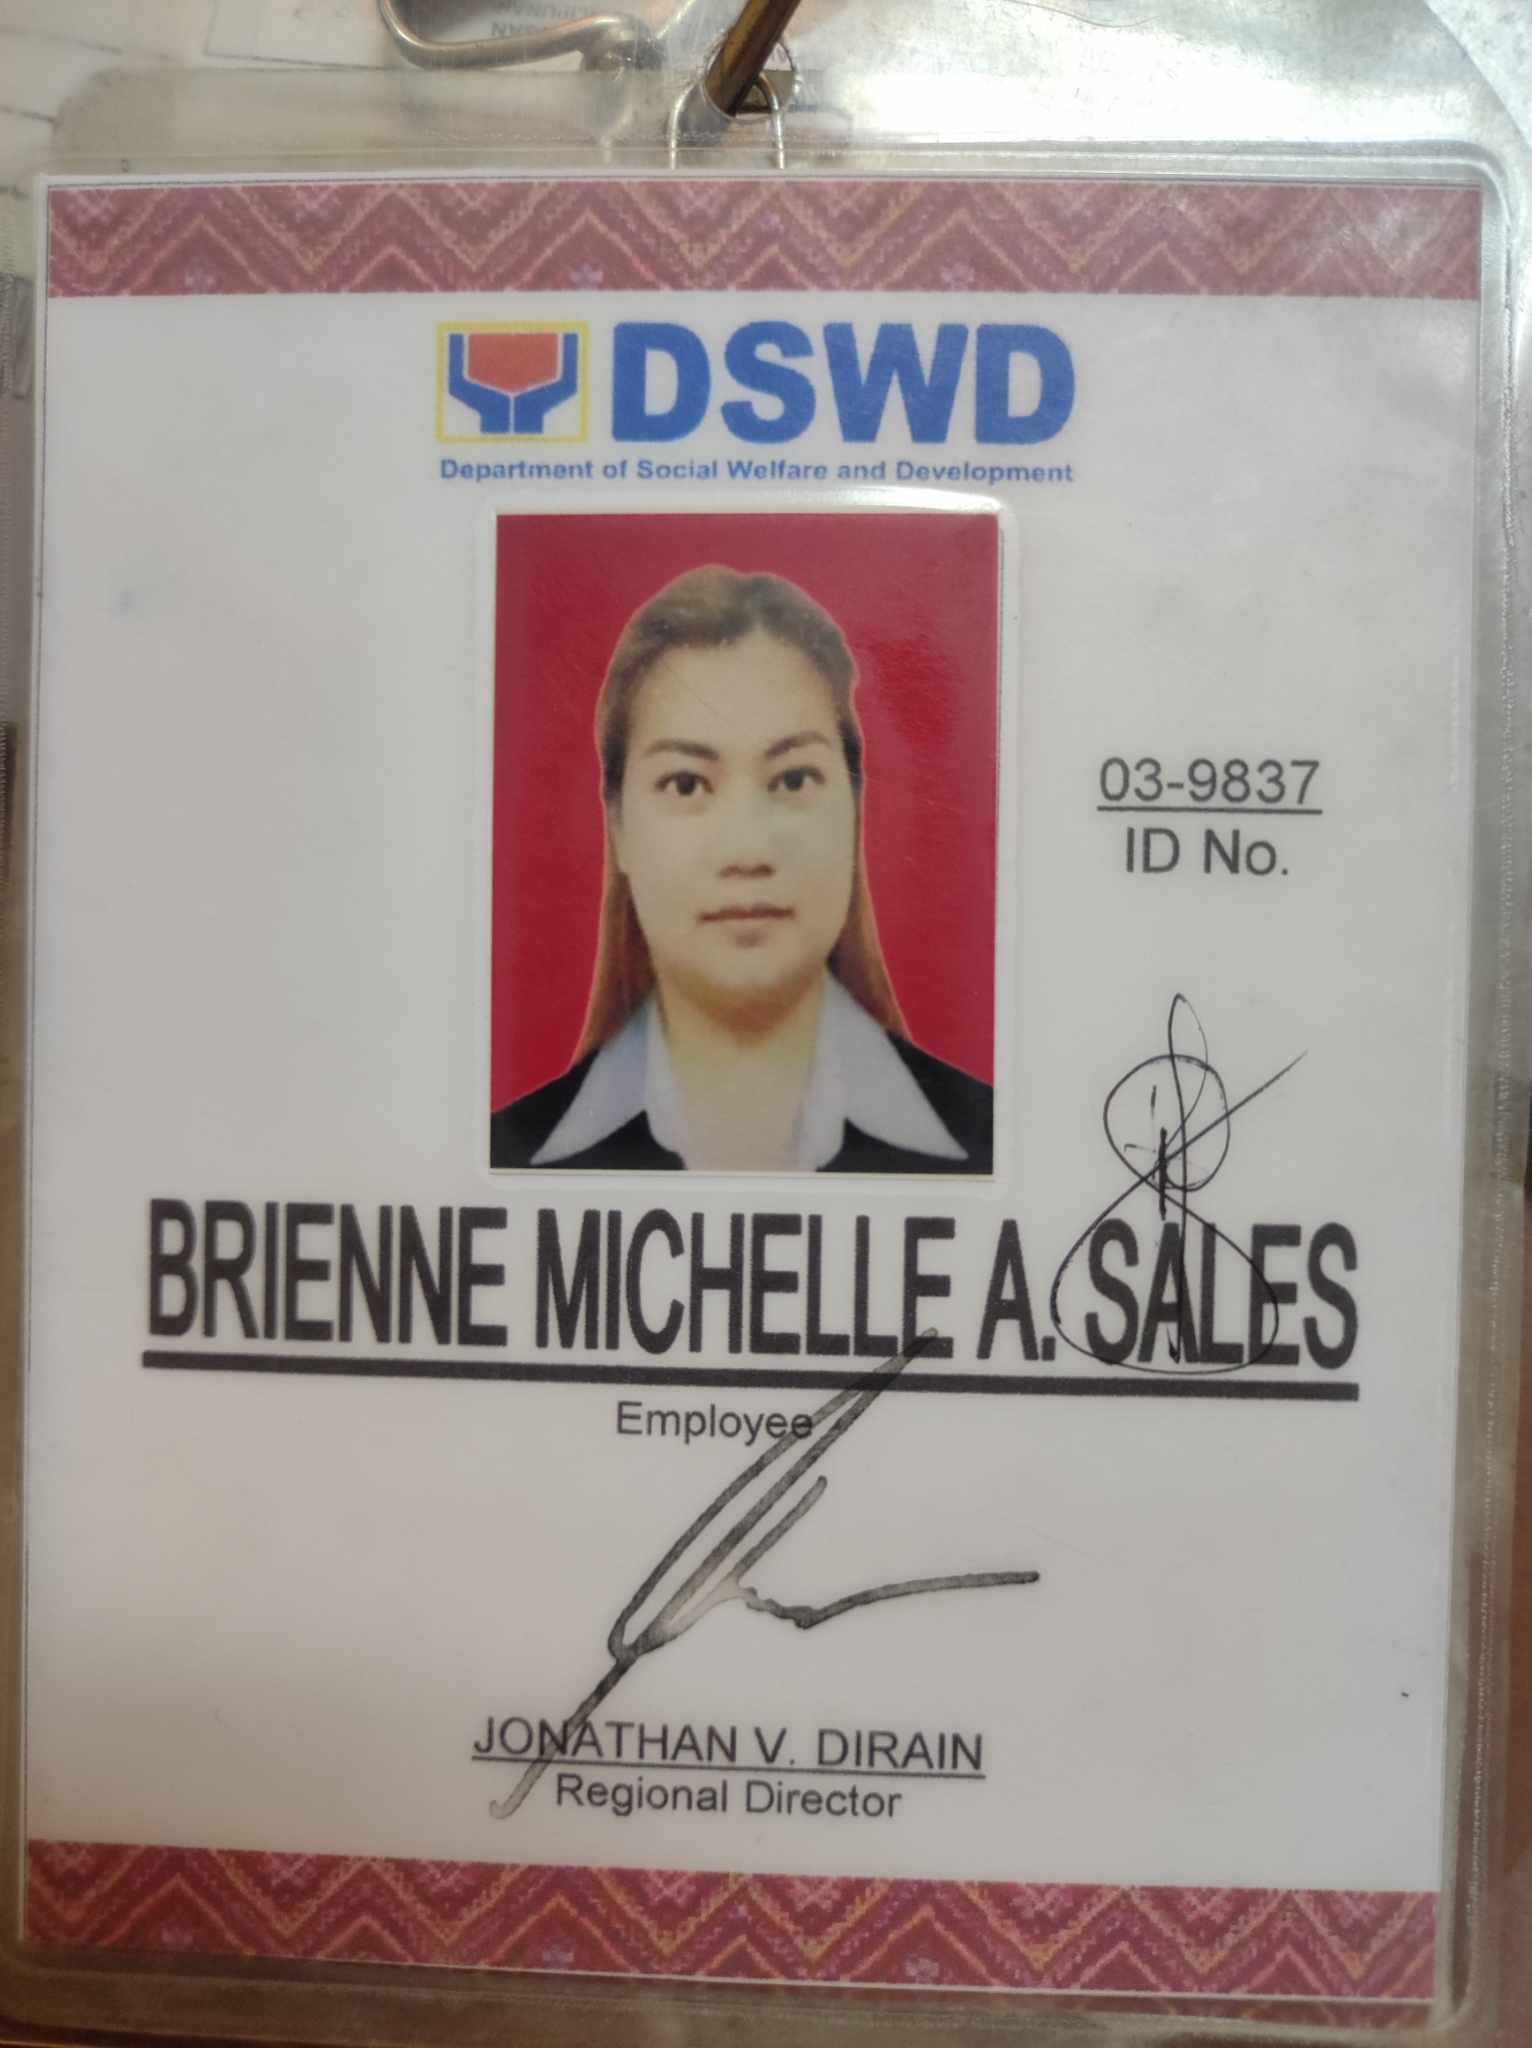 DSWD
Department of Social Welfare and Development
03-9837
ID No.
BRIENNE MICHELLE A. SALES
Employee
JONATHAN V. DIRAIN
Regional Director